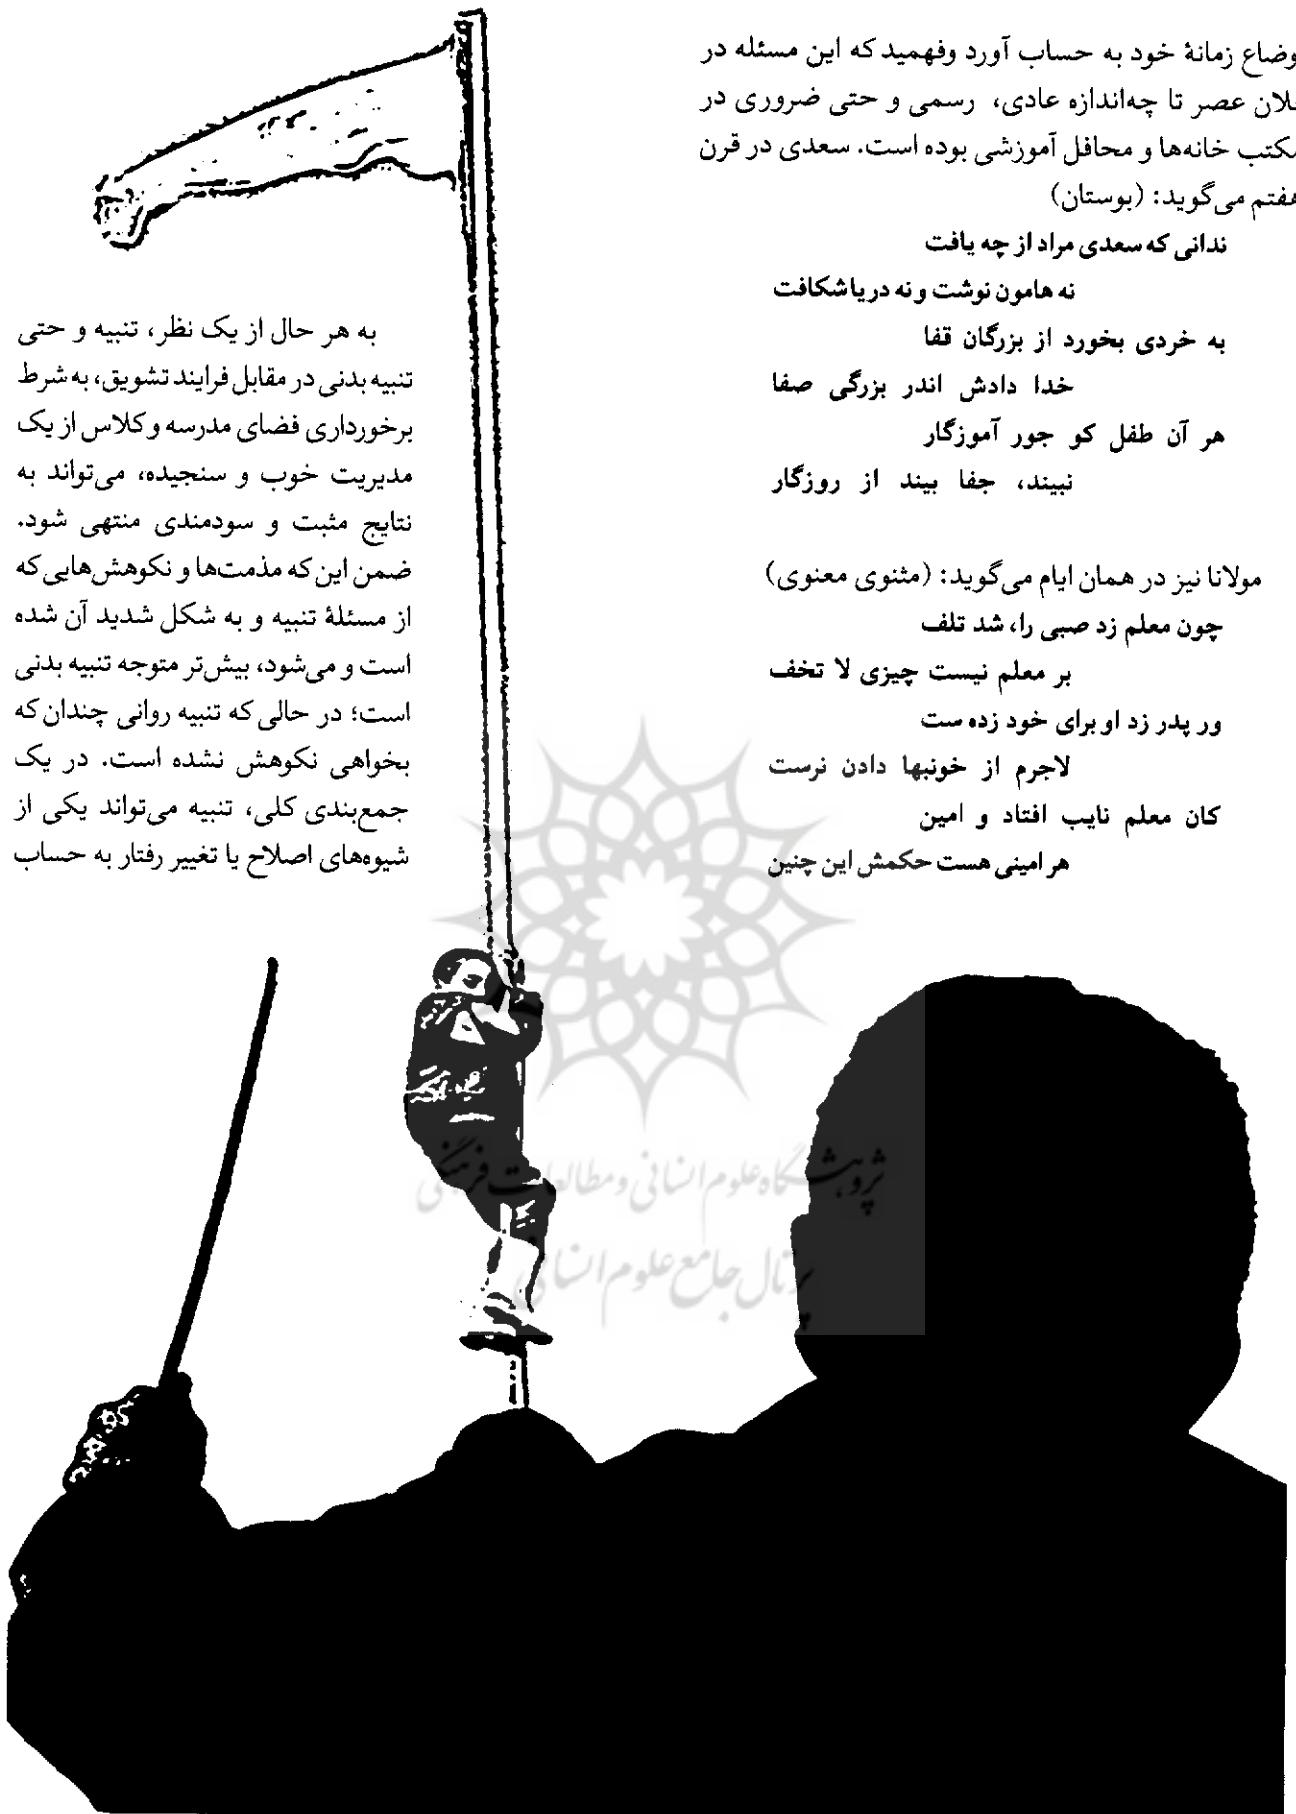 وضاع زمانهٔ خود به حساب آورد وفهمید که این مسئله در
لان عصر تا چه‌اندازه عادی، رسمی و حتی ضروری در
کتب خانه‌ها و محافل آموزشی بوده است. سعدی در قرن
هفتم می‌گوید: (بوستان)
ندانی که سعدی مراد از چه یافت
نه هامون نوشت و نه دریا شکافت
به خردی بخورد از بزرگان قفا
خدا دادش اندر بزرگی صفا
هر آن طفل کو جور آموزگار
نبیند، جفا بیند از روزگار
مولانا نیز در همان ایام می‌گوید: (مثنوی معنوی)
چون معلم زد صبی را، شد تلف
بر معلم نیست چیزی لا تخف
ور پدر زد او برای خود زده ست
لاجرم از خونبها دادن نرست
کان معلم نایب افتاد و امین
هر امینی هست حکمش این چنین
به هر حال از یک نظر، تنبیه و حتی
تنبیه بدنی در مقابل فرایند تشویق، به شرط
برخورداری فضای مدرسه و کلاس از یک
مدیریت خوب و سنجیده، می‌تواند به
نتایج مثبت و سودمندی منتهی شود.
ضمن این‌که مذمت‌ها و نکوهش‌هایی که
از مسئلهٔ تنبیه و به شکل شدید آن شده
است و می‌شود، بیش‌تر متوجه تنبیه بدنی
است؛ در حالی‌که تنبیه روانی چندان که
بخواهی نکوهش نشده است. در یک
جمع‌بندی کلی، تنبیه می‌تواند یکی از
شیوه‌های اصلاح یا تغییر رفتار به حساب
پژوهشگاه علوم انسانی و مطالعات فرهنگی
پرتال جامع علوم انسانی